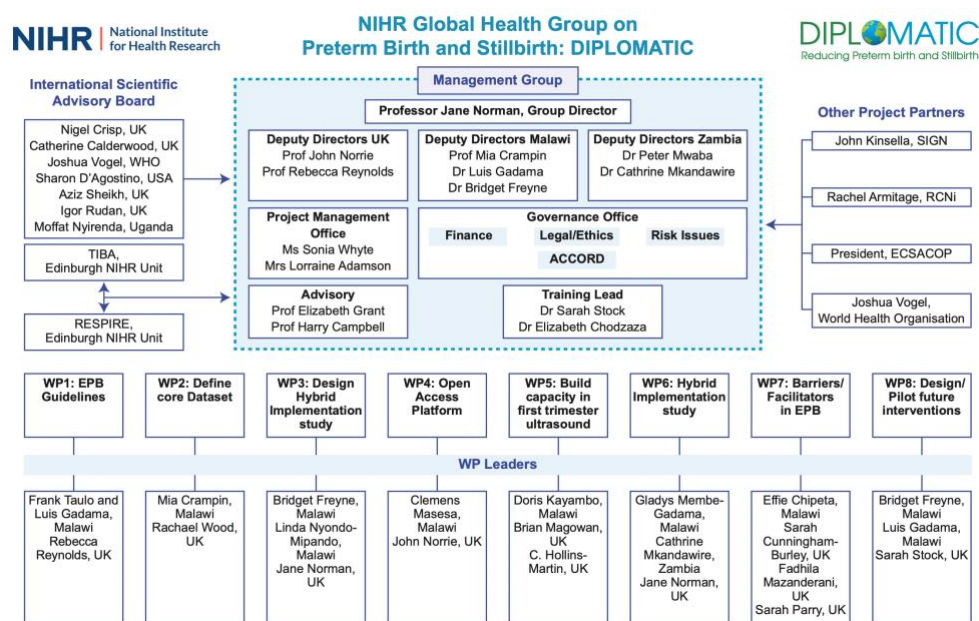 NIHR | National Institute
for Health Research
NIHR Global Health Group on
Preterm Birth and Stillbirth: DIPLOMATIC
DIPLOMATIC
Reducing Preterm birth and Stillbirth
International Scientific
Advisory Board
Nigel Crisp, UK
Catherine Calderwood, UK
Joshua Vogel, WHO
Sharon D'Agostino, USA
Aziz Sheikh, UK
Igor Rudan, UK
Moffat Nyirenda, Uganda
TIBA,
Edinburgh NIHR Unit
RESPIRE,
Edinburgh NIHR Unit
Management Group
Professor Jane Norman, Group Director
Deputy Directors UK
Prof John Norrie
Prof Rebecca Reynolds
Deputy Directors Malawi
Prof Mia Crampin
Dr Luis Gadama
Dr Bridget Freyne
Deputy Directors Zambia
Dr Peter Mwaba
Dr Cathrine Mkandawire
Project Management
Office
Ms Sonia Whyte
Mrs Lorraine Adamson
Governance Office
Finance
Legal/Ethics
Risk Issues
ACCORD
Advisory
Prof Elizabeth Grant
Prof Harry Campbell
Training Lead
Dr Sarah Stock
Dr Elizabeth Chodzaza
Other Project Partners
John Kinsella, SIGN
Rachel Armitage, RCNi
President, ECSACOP
Joshua Vogel,
World Health Organisation
WP1: EPB
Guidelines
WP2: Define
core Dataset
WP3: Design
Hybrid
Implementation
study
WP4: Open
Access
Platform
WP5: Build
capacity in
first trimester
ultrasound
WP6: Hybrid
Implementation
study
WP7: Barriers/
Facilitators
in EPB
WP8: Design/
Pilot future
interventions
WP Leaders
Frank Taulo and
Luis Gadama,
Malawi
Rebecca
Reynolds, UK
Mia Crampin,
Malawi
Rachael Wood,
UK
Bridget Freyne,
Malawi
Linda Nyondo-
Mipando,
Malawi
Jane Norman,
UK
Clemens
Masesa,
Malawi
John Norrie, UK
Doris Kayambo,
Malawi
Brian Magowan,
UK
C. Hollins-
Martin, UK
Gladys Membe-
Gadama,
Malawi
Cathrine
Mkandawire,
Zambia
Jane Norman,
UK
Effie Chipeta,
Malawi
Sarah
Cunningham-
Burley, UK
Fadhila
Mazanderani,
UK
Sarah Parry, UK
Bridget Freyne,
Malawi
Luis Gadama,
Malawi
Sarah Stock, UK